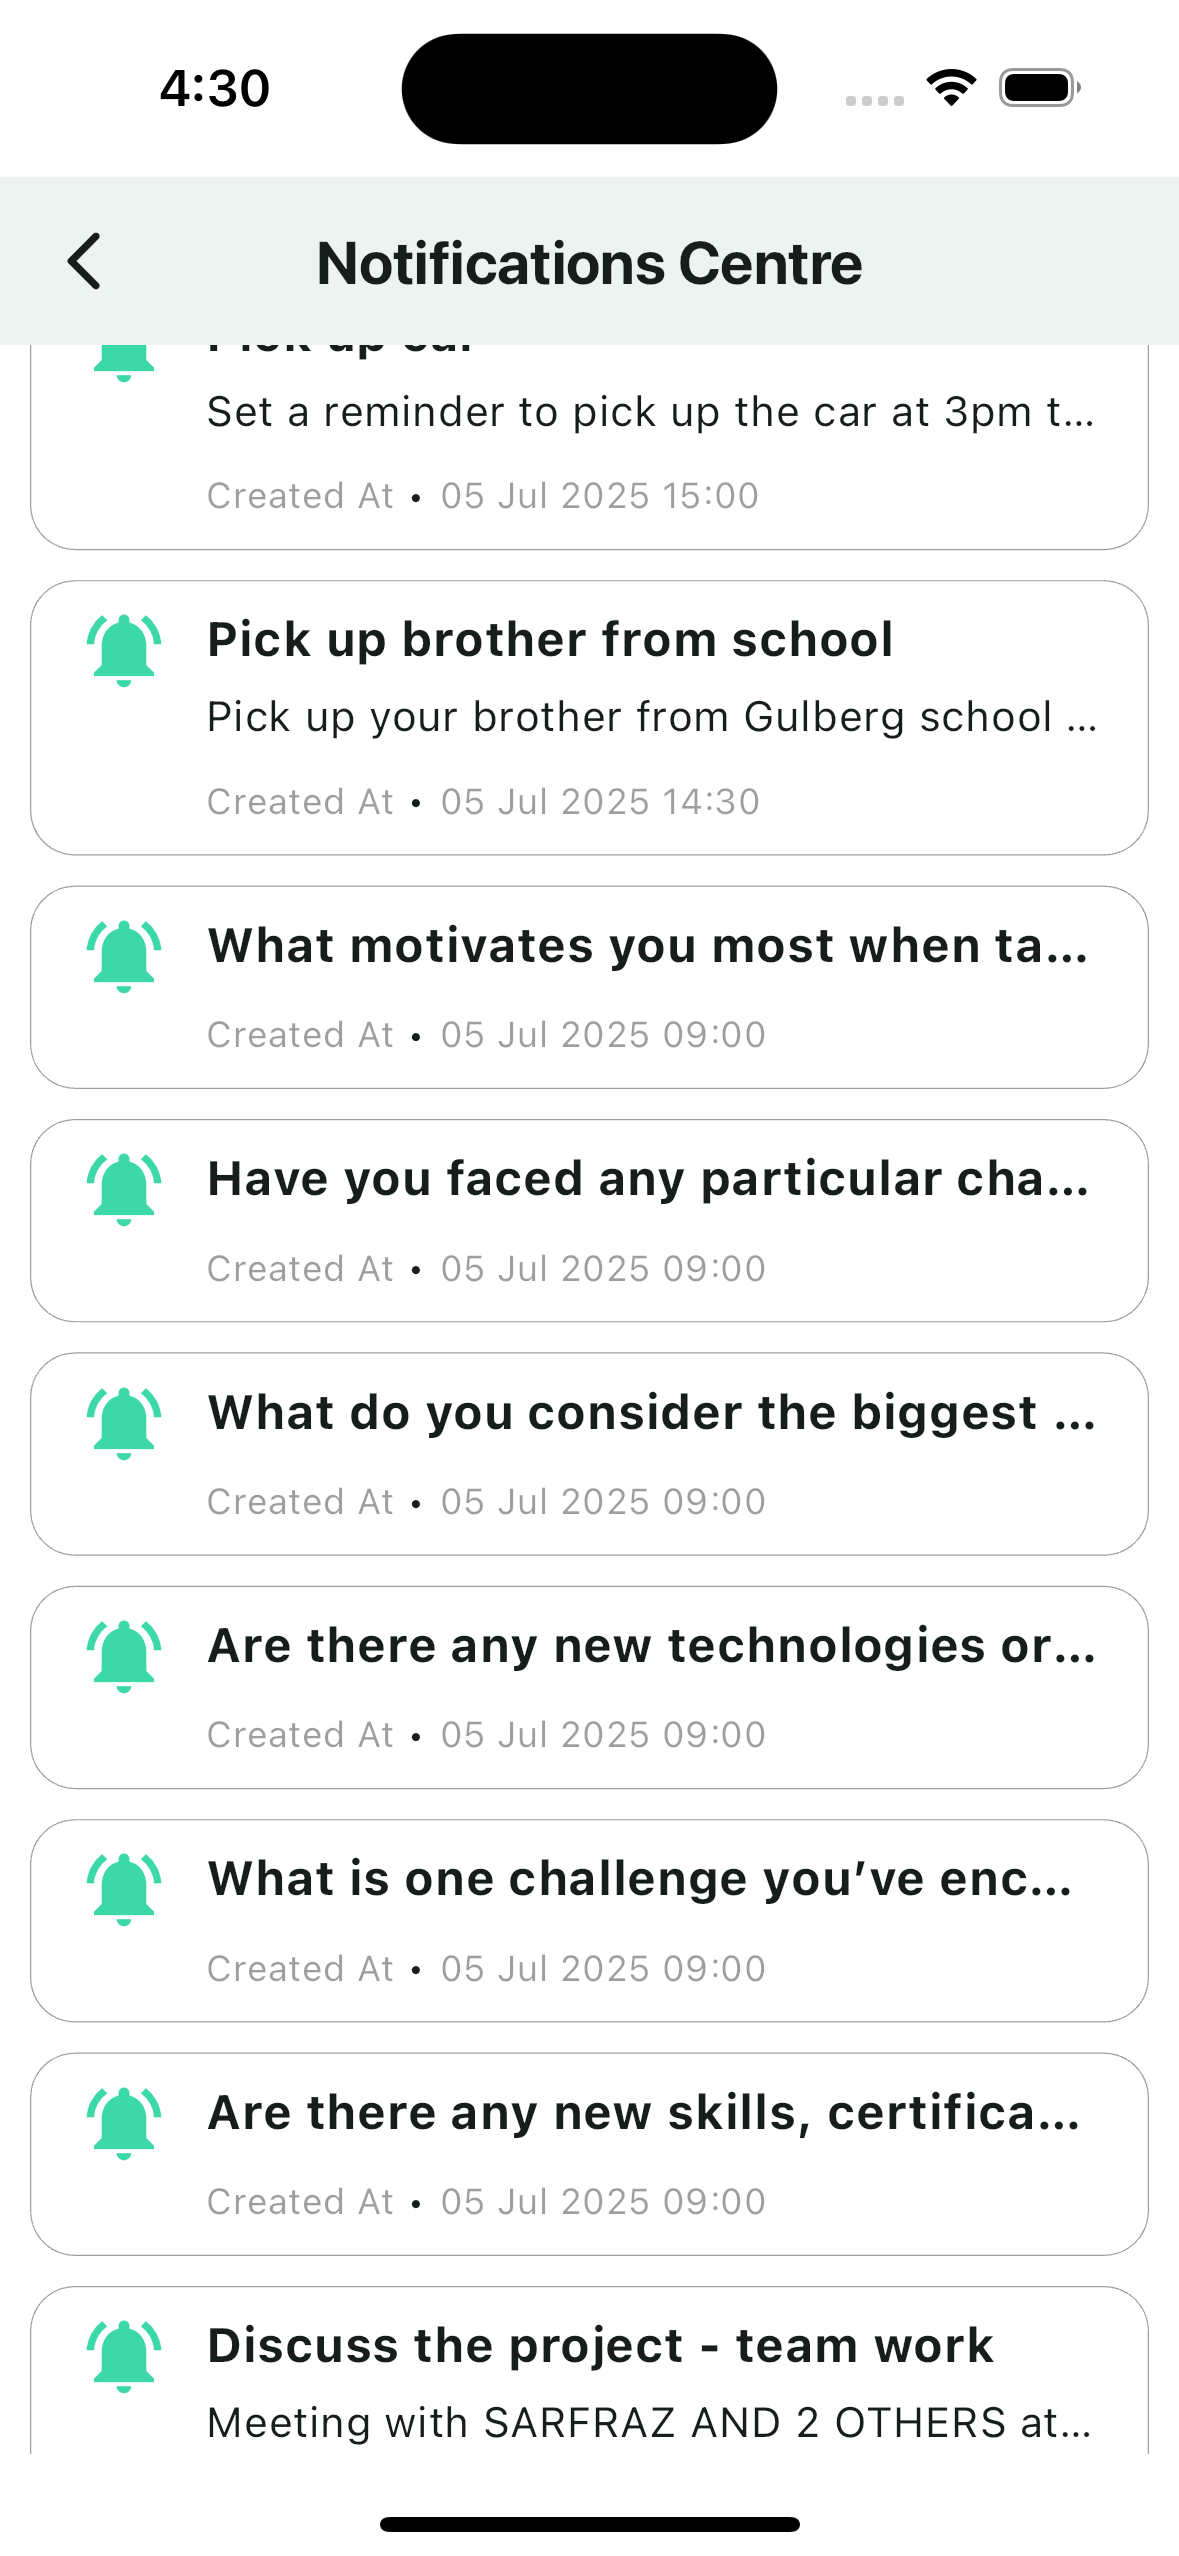 4:30
Notifications Centre
Pick up car
Set a reminder to pick up the car at 3pm t...
Created At • 05 Jul 2025 15:00
Pick up brother from school
Pick up your brother from Gulberg school ...
Created At • 05 Jul 2025 14:30
What motivates you most when ta...
Created At • 05 Jul 2025 09:00
Have you faced any particular cha...
Created At • 05 Jul 2025 09:00
What do you consider the biggest ...
Created At • 05 Jul 2025 09:00
Are there any new technologies or...
Created At • 05 Jul 2025 09:00
What is one challenge you’ve enc...
Created At • 05 Jul 2025 09:00
Are there any new skills, certifica...
Created At • 05 Jul 2025 09:00
Discuss the project - team work
Meeting with SARFRAZ AND 2 OTHERS at...